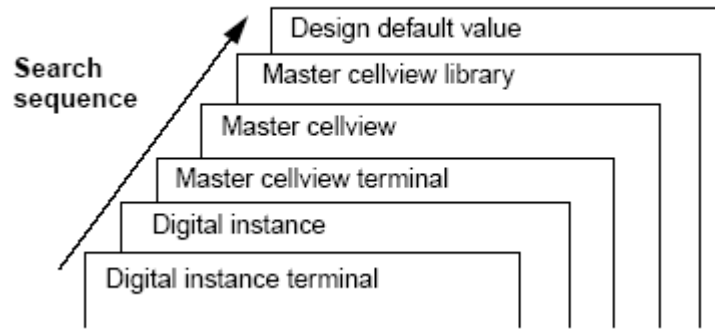 Design default value
Search
sequence
Master cellview library
Master cellview
Master cellview terminal
Digital instance
Digital instance terminal